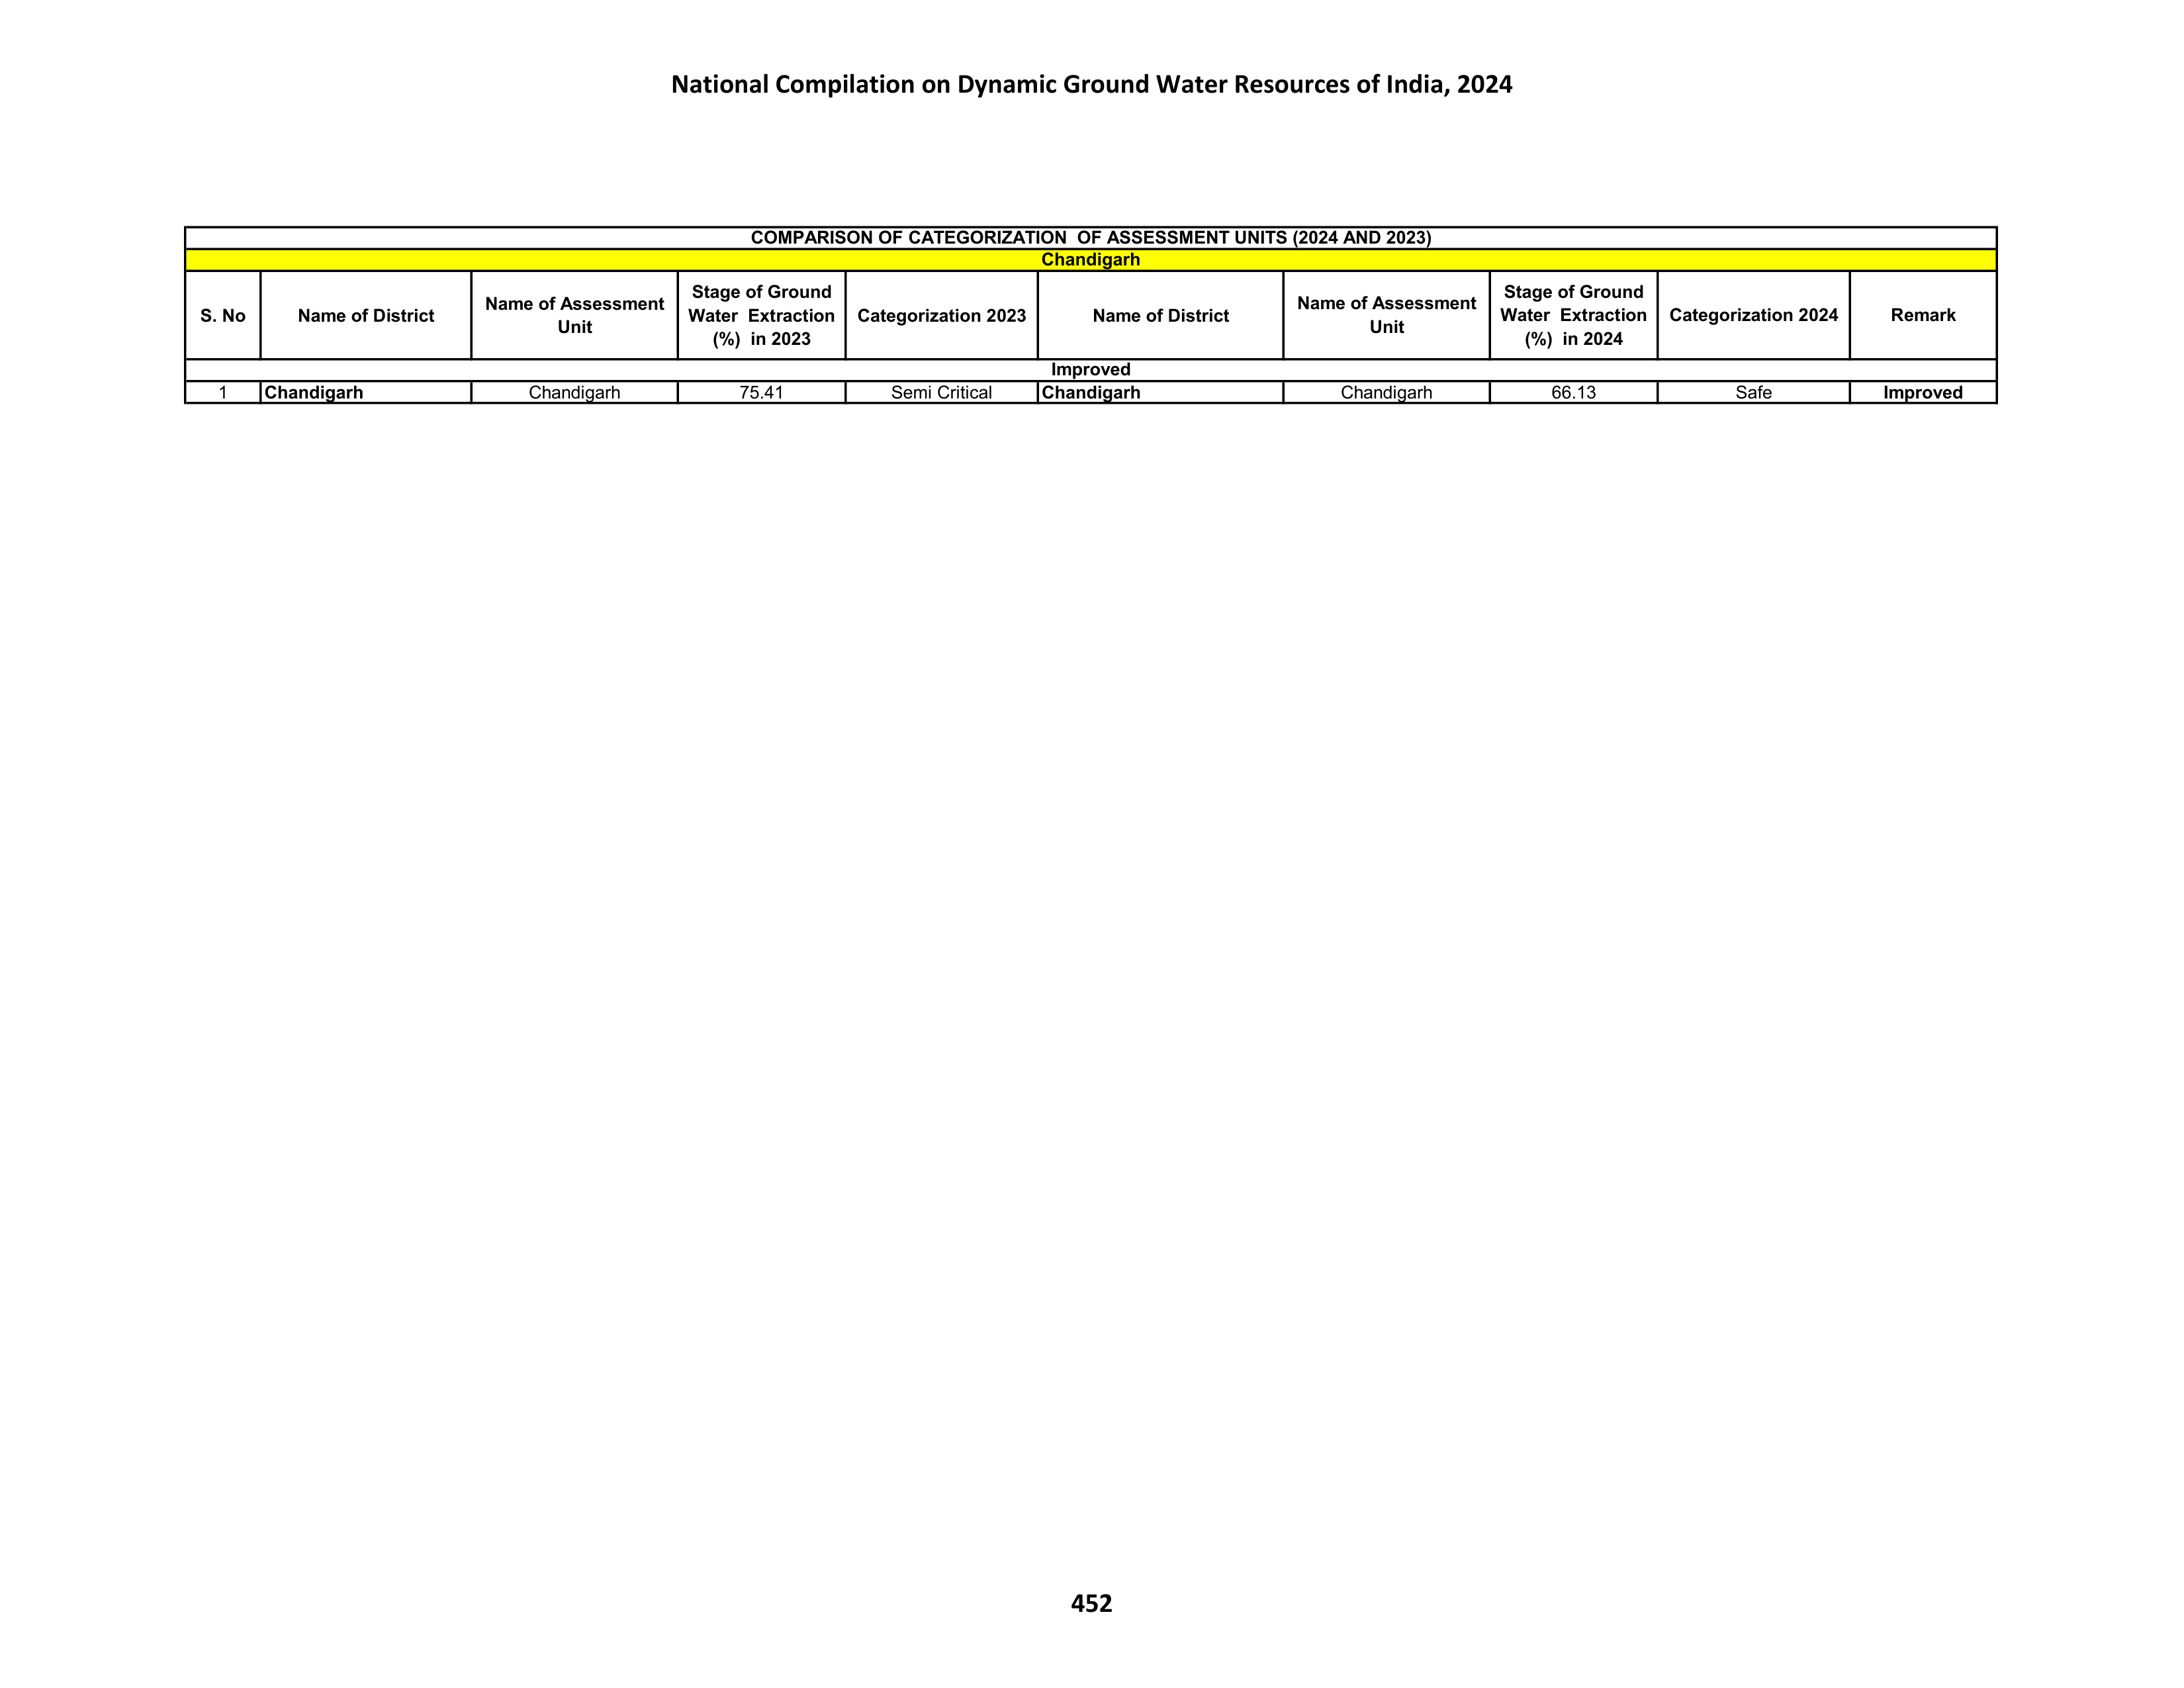 National Compilation on Dynamic Ground Water Resources of India, 2024
COMPARISON OF CATEGORIZATION OF ASSESSMENT UNITS (2024 AND 2023)
Chandigarh
S. No | Name of District | Name of Assessment Unit | Stage of Ground Water Extraction (%) in 2023 | Categorization 2023 | Name of District | Name of Assessment Unit | Stage of Ground Water Extraction (%) in 2024 | Categorization 2024 | Remark
Improved
1 | Chandigarh | Chandigarh | 75.41 | Semi Critical | Chandigarh | Chandigarh | 66.13 | Safe | Improved
452